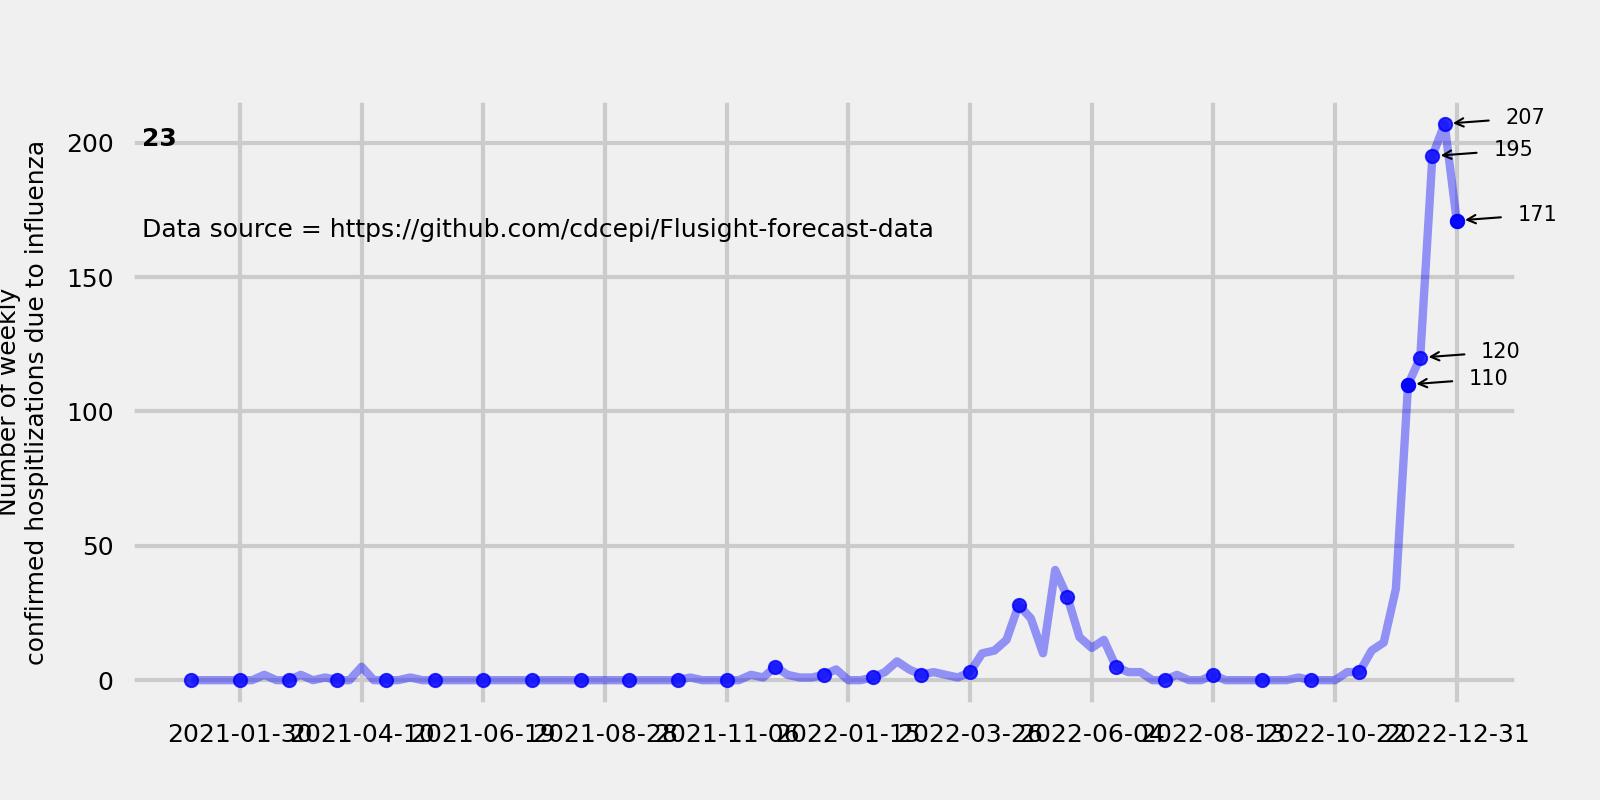 207
23
200
195
171
Data source = https://github.com/cdcepi/Flusight-forecast-data
150
120
110
100
50
0
Number of weekly
confirmed hospitlizations due to influenza
2021-01-30 2021-04-10 2021-06-19 2021-08-28 2021-11-06 2022-01-15 2022-03-26 2022-06-04 2022-08-13 2022-10-22 2022-12-31